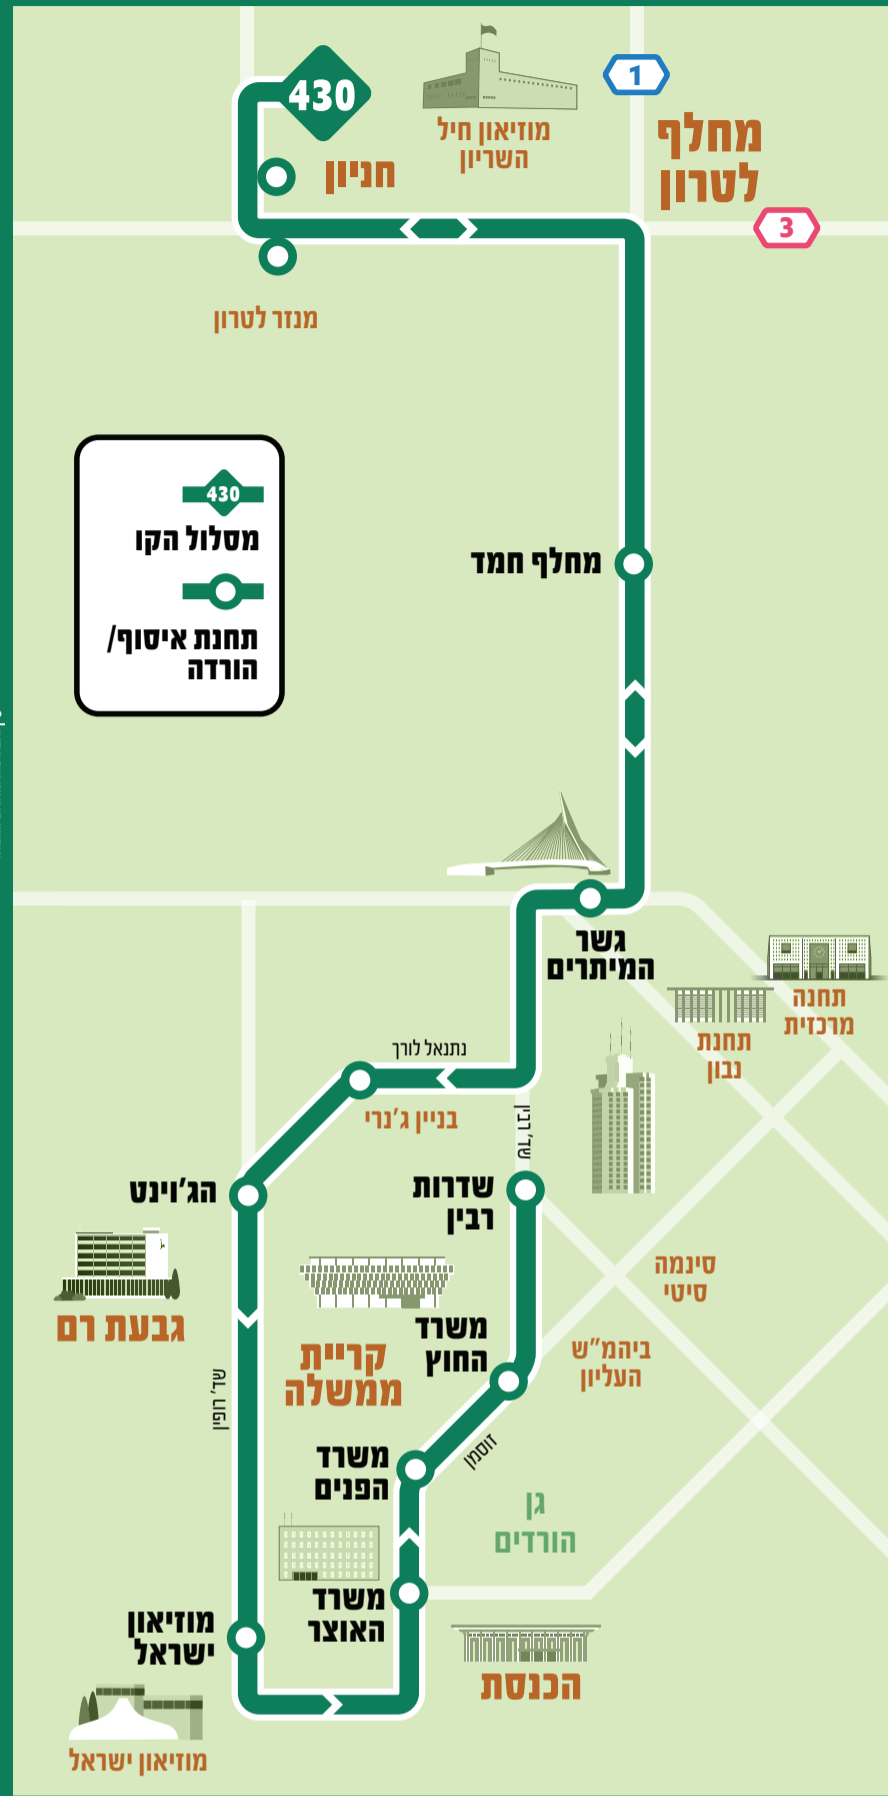 430
מוזיאון חיל
השריון
1
מחלף
לטרון
חניון
3
מנזר לטרון
430
מסלול הקו
תחנת איסוף/
הורדה
מחלף חמד
גשר
המיתרים
תחנה
מרכזית
תחנת
נבון
נתנאל לורך
בניין ג'נרי
שד' רבין
הג'וינט
שדרות
רבין
גבעת רם
סינמה
סיטי
משרד
החוץ
ביהמ"ש
העליון
קריית
ממשלה
שד' רופין
זוסמן
משרד
הפנים
גן
הורדים
משרד
האוצר
מוזיאון
ישראל
הכנסת
מוזיאון ישראל